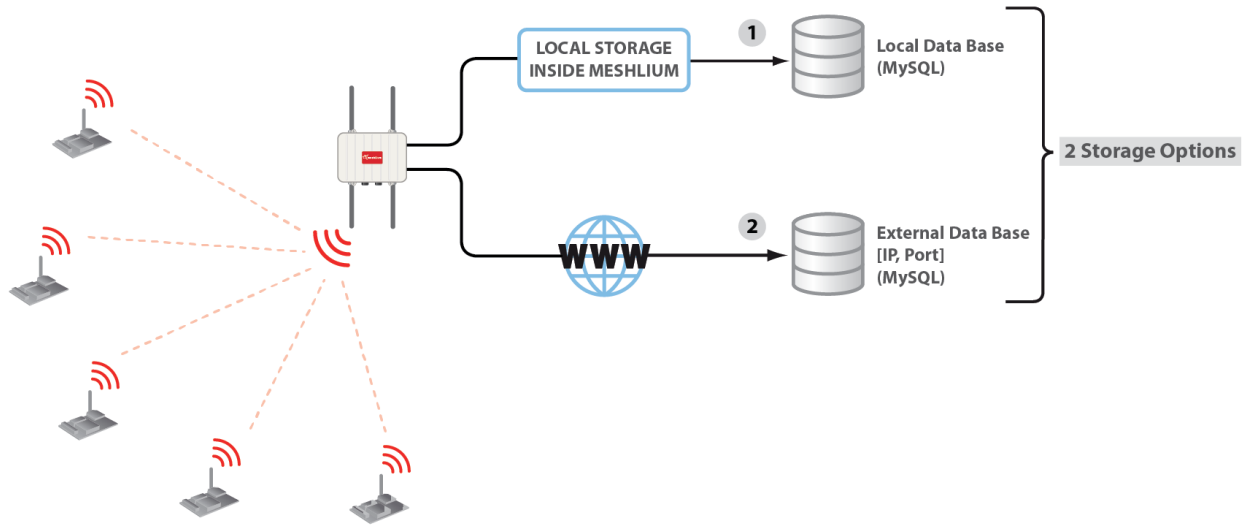 LOCAL STORAGE
INSIDE MESHLIUM
1
Local Data Base
(MySQL)
2 Storage Options
WWW
2
External Data Base
[IP, Port]
(MySQL)